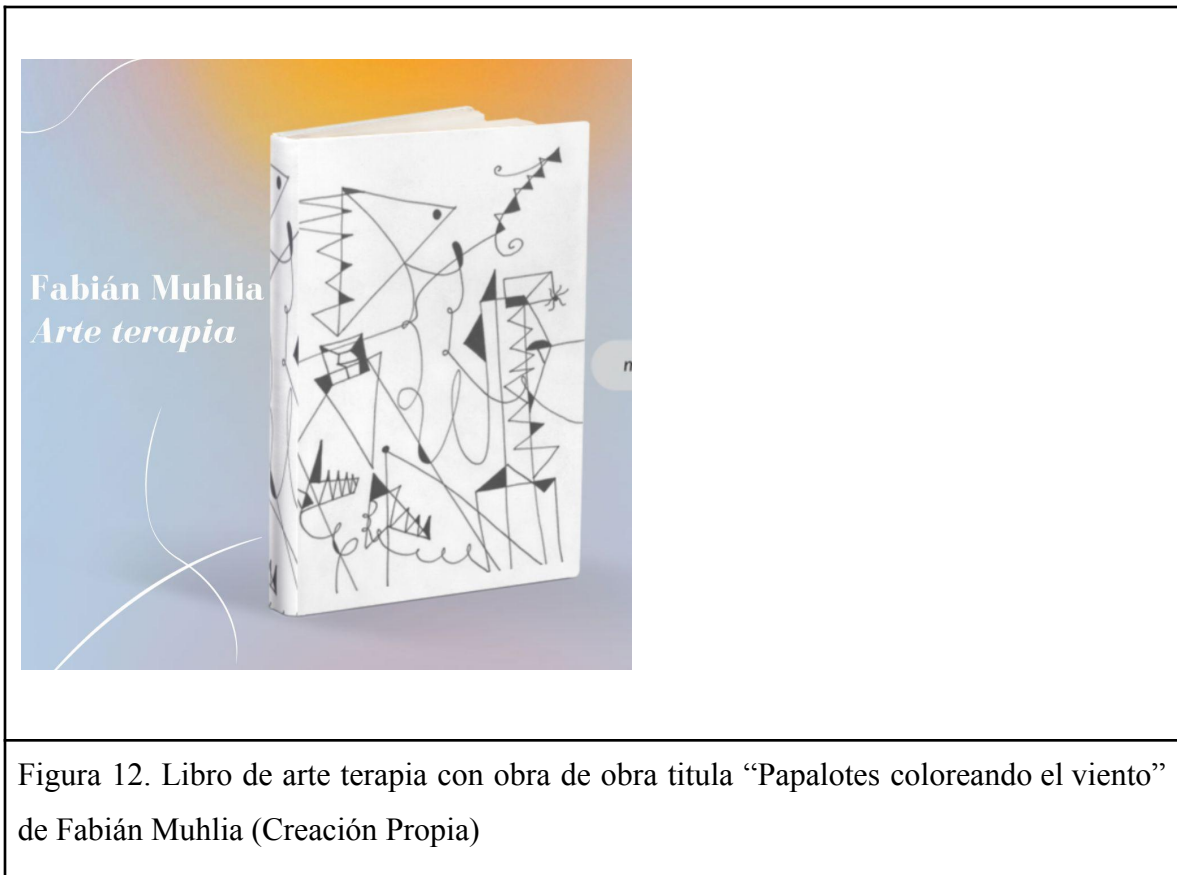 Fabián Muhlia
Arte terapia
Figura 12. Libro de arte terapia con obra de obra titula “Papalotes coloreando el viento”
de Fabián Muhlia (Creación Propia)